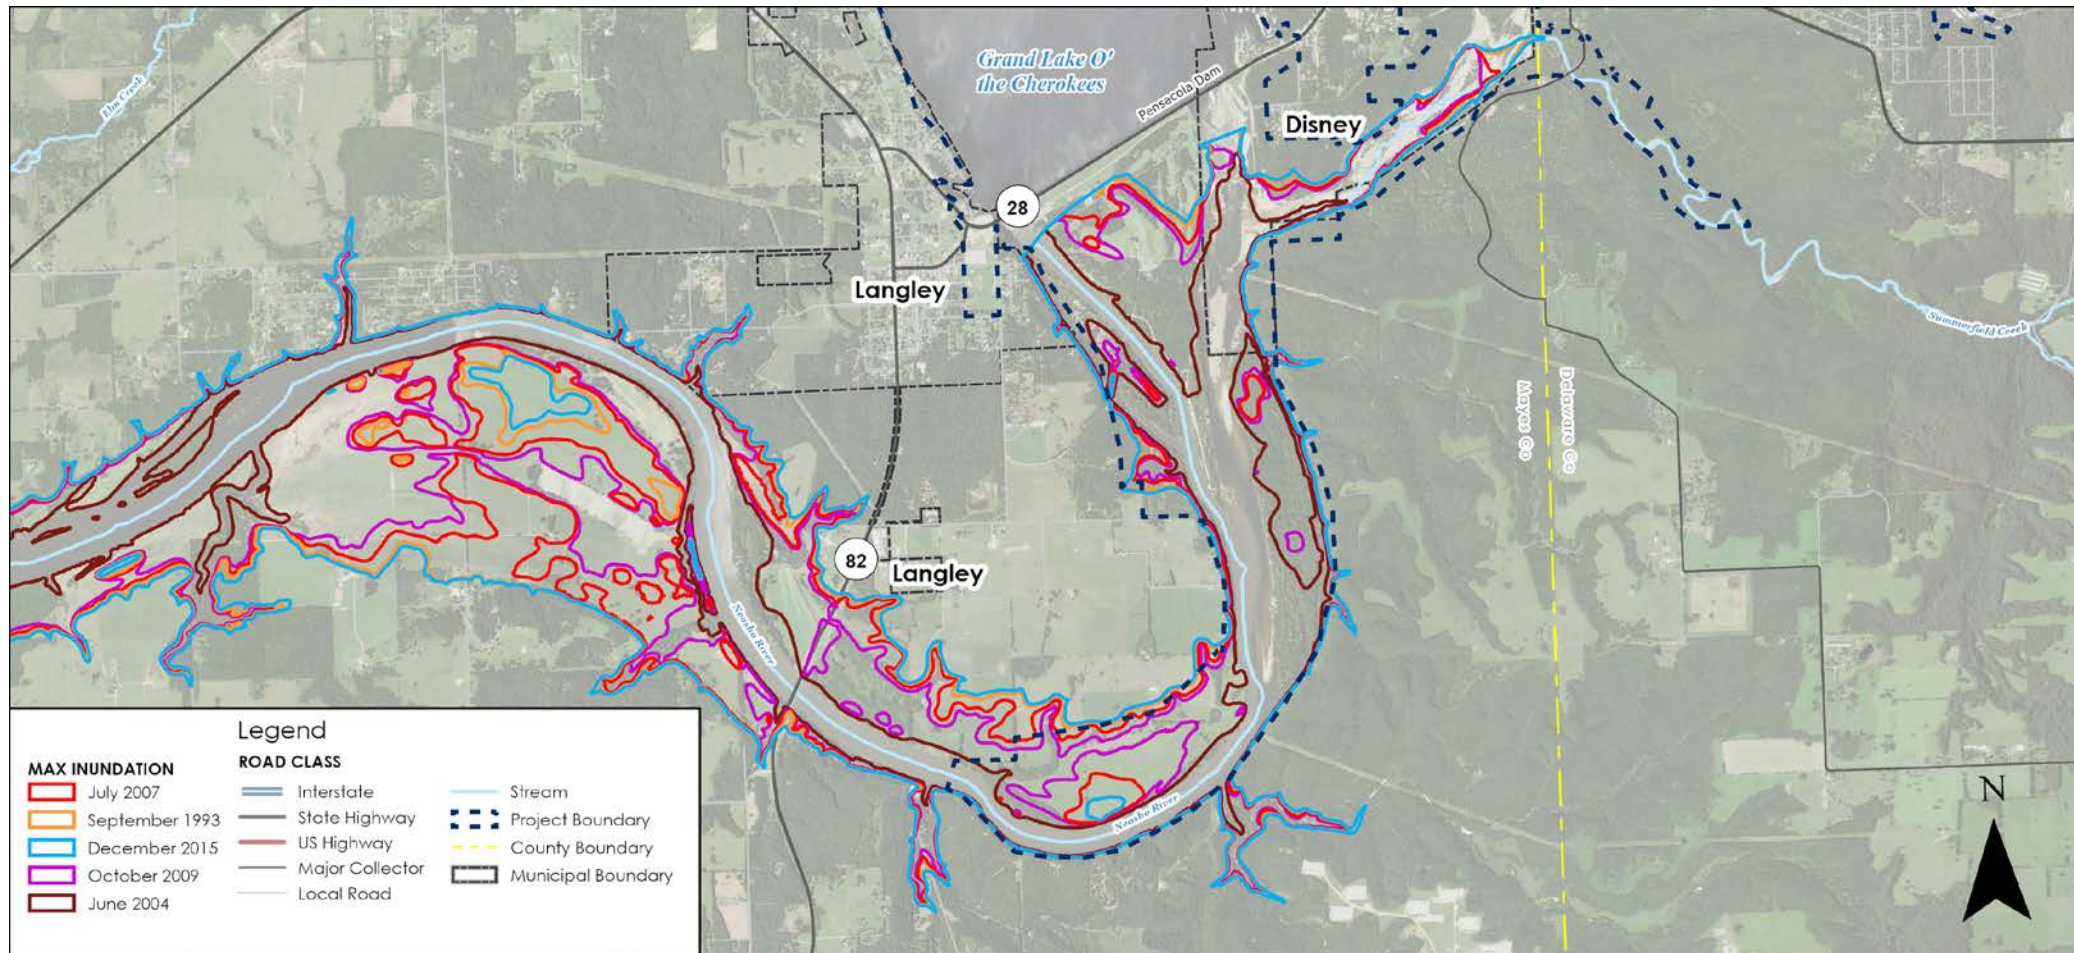 Elm Creek
Grand Lake O'
the Cherokees
Pensacola Dam
Disney
28
Langley
Summerfield Creek
Mayes Co
Delaware Co
82
Langley
Neosho River
Neosho River
Legend
MAX INUNDATION
July 2007
September 1993
December 2015
October 2009
June 2004
ROAD CLASS
Interstate
State Highway
US Highway
Major Collector
Local Road
Stream
Project Boundary
County Boundary
Municipal Boundary
N